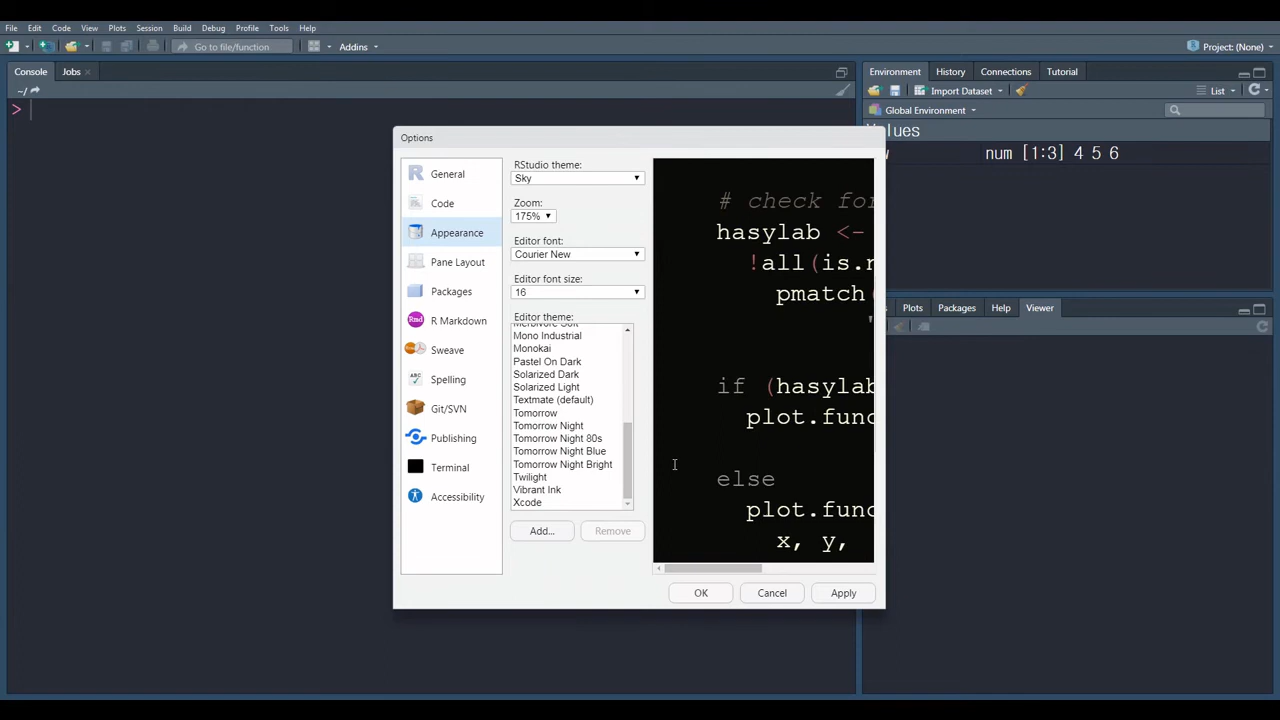 File Edit Code View Plots Session Build Debug Profile Tools Help
Go to file/function Addins Project: (None)
Console Jobs
~/
>
Environment History Connections Tutorial
Import Dataset List
Global Environment
num [1:3] 4 5 6
Plots Packages Help Viewer
Options
General
Code
Appearance
Pane Layout
Packages
Rmd R Markdown
Sweave
ABC Spelling
Git/SVN
Publishing
Terminal
Accessibility
RStudio theme:
Sky
Zoom:
175%
Editor font:
Courier New
Editor font size:
16
Editor theme:
Mono Industrial
Monokai
Pastel On Dark
Solarized Dark
Solarized Light
Textmate (default)
Tomorrow
Tomorrow Night
Tomorrow Night 80s
Tomorrow Night Blue
Tomorrow Night Bright
Twilight
Vibrant Ink
Xcode
Add... Remove
# check for
hasylab <-
!all(is.n
pmatch(
'
if (hasylab
plot.func
else
plot.func
x, y,
OK Cancel Apply